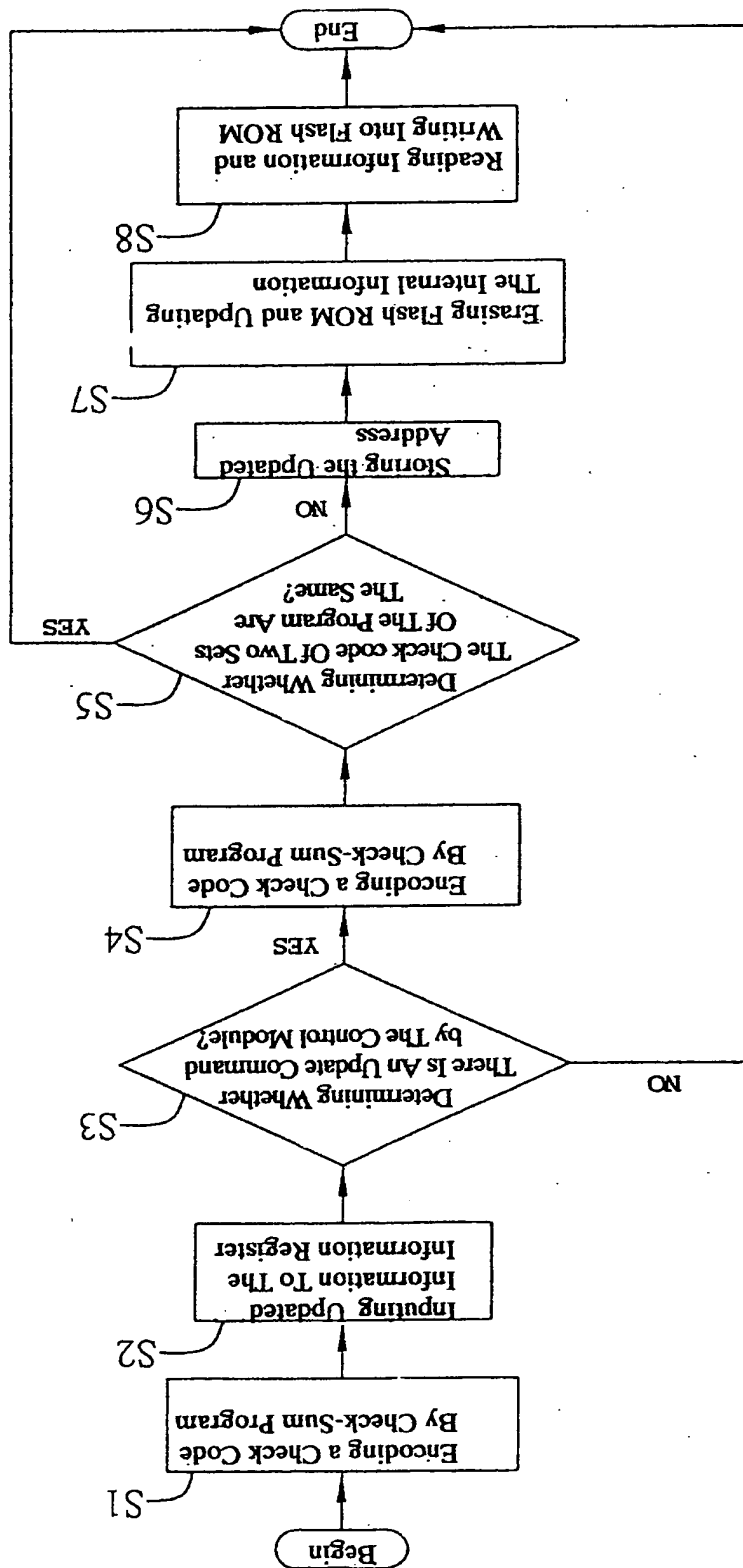 Begin
S1
Encoding a Check Code
By Check-Sum Program
S2
Inputing Updated
Information To The
Information Register
S3
Determining Whether
There Is An Update Command
by The Control Module?
NO
YES
S4
Encoding a Check Code
By Check-Sum Program
S5
Determining Whether
The Check code Of Two Sets
Of The Program Are
The Same?
YES
NO
S6
Storing the Updated
Address
S7
Erasing Flash ROM and Updating
The Internal Information
S8
Reading Information and
Writing Into Flash ROM
End